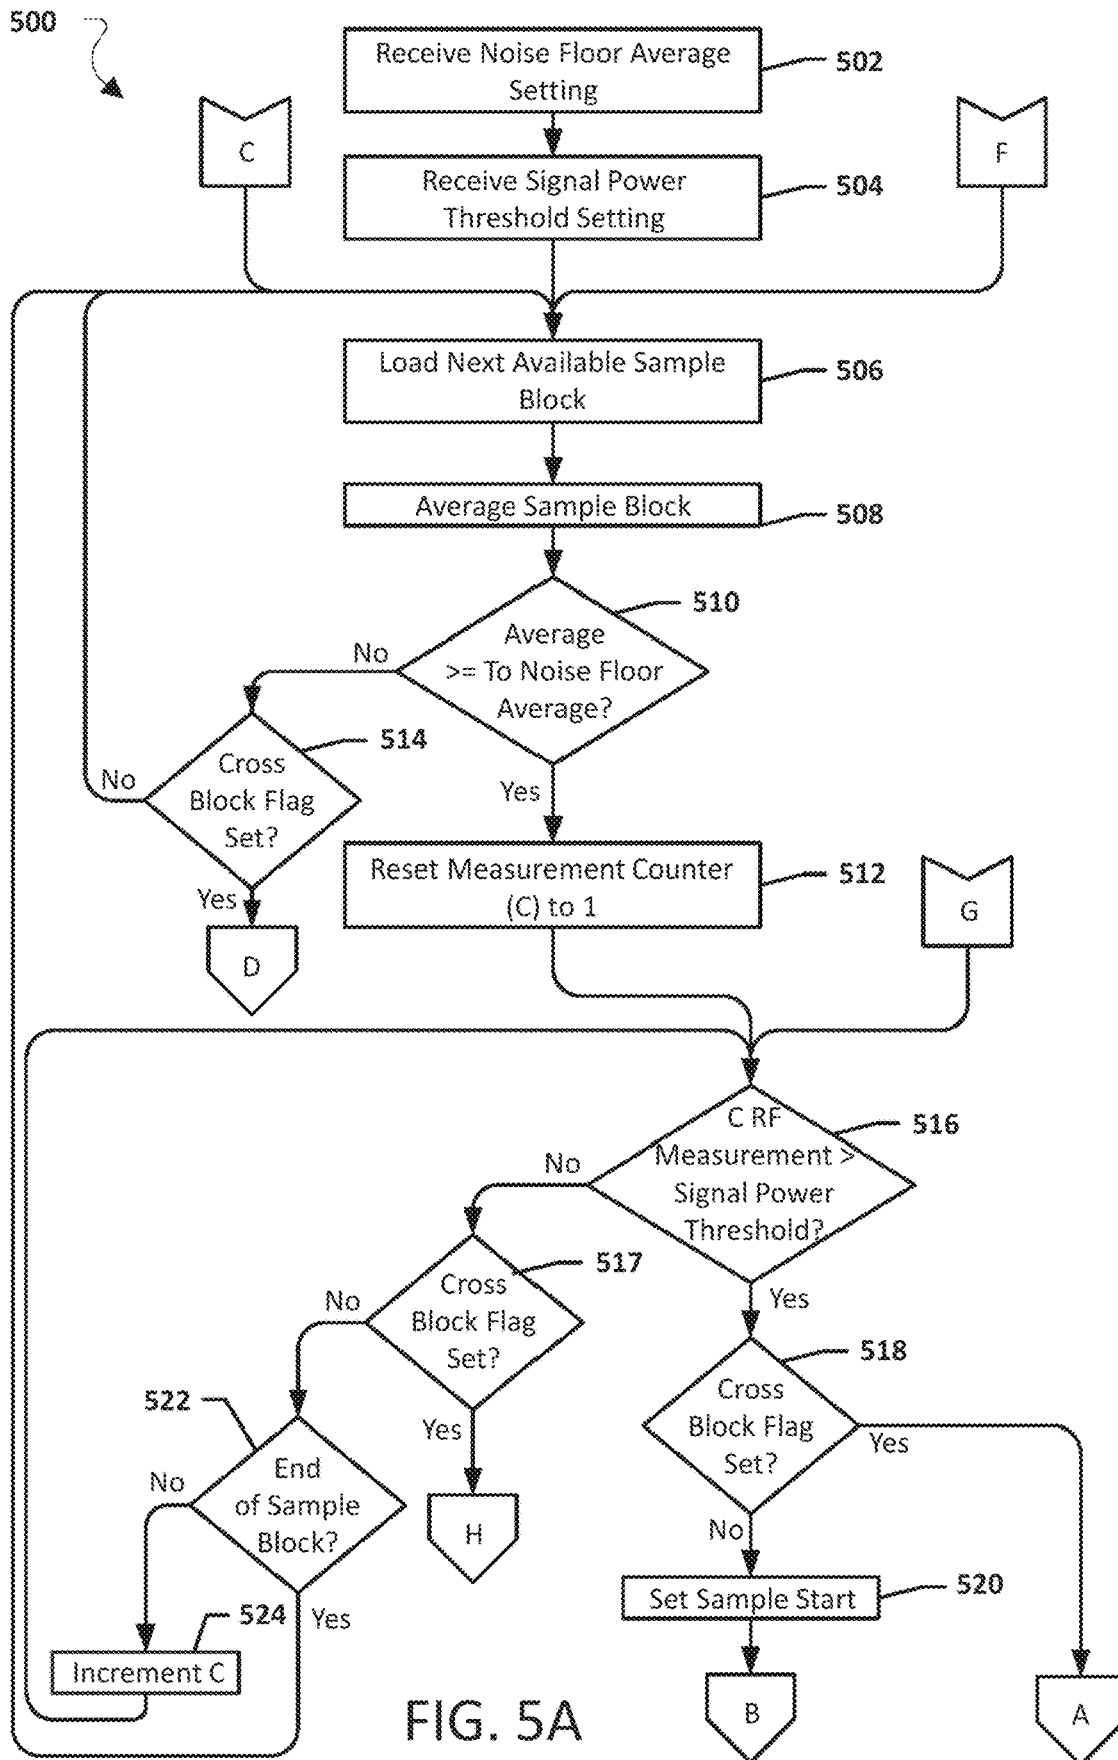 500
Receive Noise Floor Average
Setting
502
C
F
Receive Signal Power
Threshold Setting
504
Load Next Available Sample
Block
506
Average Sample Block
508
510
Average
>= To Noise Floor
Average?
No
514
Cross
Block Flag
Set?
No
Yes
Yes
Reset Measurement Counter
(C) to 1
512
D
G
C RF
Measurement >
Signal Power
Threshold?
516
No
517
Cross
Block Flag
Set?
No
Yes
518
Cross
Block Flag
Set?
Yes
522
End
of Sample
Block?
No
Yes
H
No
Set Sample Start
520
Yes
524
Increment C
B
A
FIG. 5A